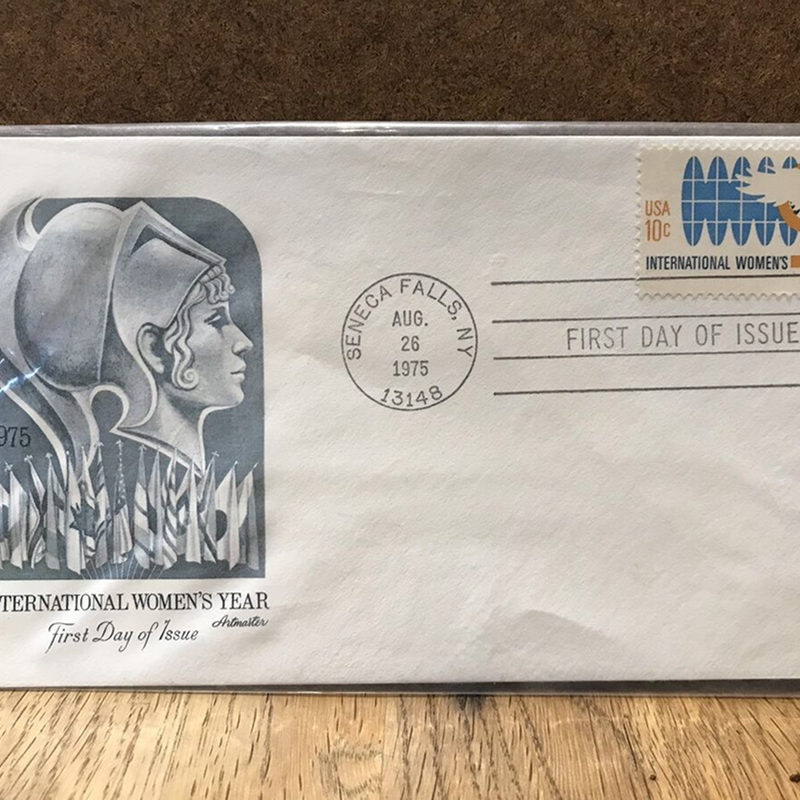 USA
10c
INTERNATIONAL WOMEN'S
SENECA FALLS, NY
AUG.
26
1975
13148
FIRST DAY OF ISSUE
975
TERNATIONAL WOMEN'S YEAR
Artmaster
First Day of Issue